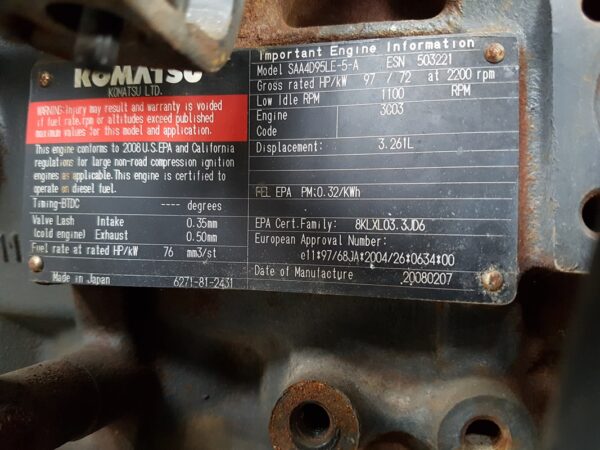 KOMATSU
KOMATSU LTD.
WARNING: Injury may result and warranty is voided
if fuel rate.rpm or altitudes exceed published
maximum values for this model and application.
This engine conforms to 2008 U.S.EPA and California
regulations for large non-road compression ignition
engines as applicable. This engine is certified to
operate on diesel fuel.
Timing-BTDC ---- degrees
Valve Lash Intake 0.35mm
(cold engine) Exhaust 0.50mm
Fuel rate at rated HP/kW 76 mm3/st
Made in Japan 6271-81-2431
Important Engine Information
Model SAA4D95LE-5-A ESN 503221
Gross rated HP/kW 97 / 72 at 2200 rpm
Low Idle RPM 1100 RPM
Engine 3C03
Code
Displacement: 3.261L
FEL EPA PM:0.32/KWh
EPA Cert.Family: 8KLXL03.3JD6
European Approval Number:
e11*97/68JA*2004/26*0634*00
Date of Manufacture 20080207
M